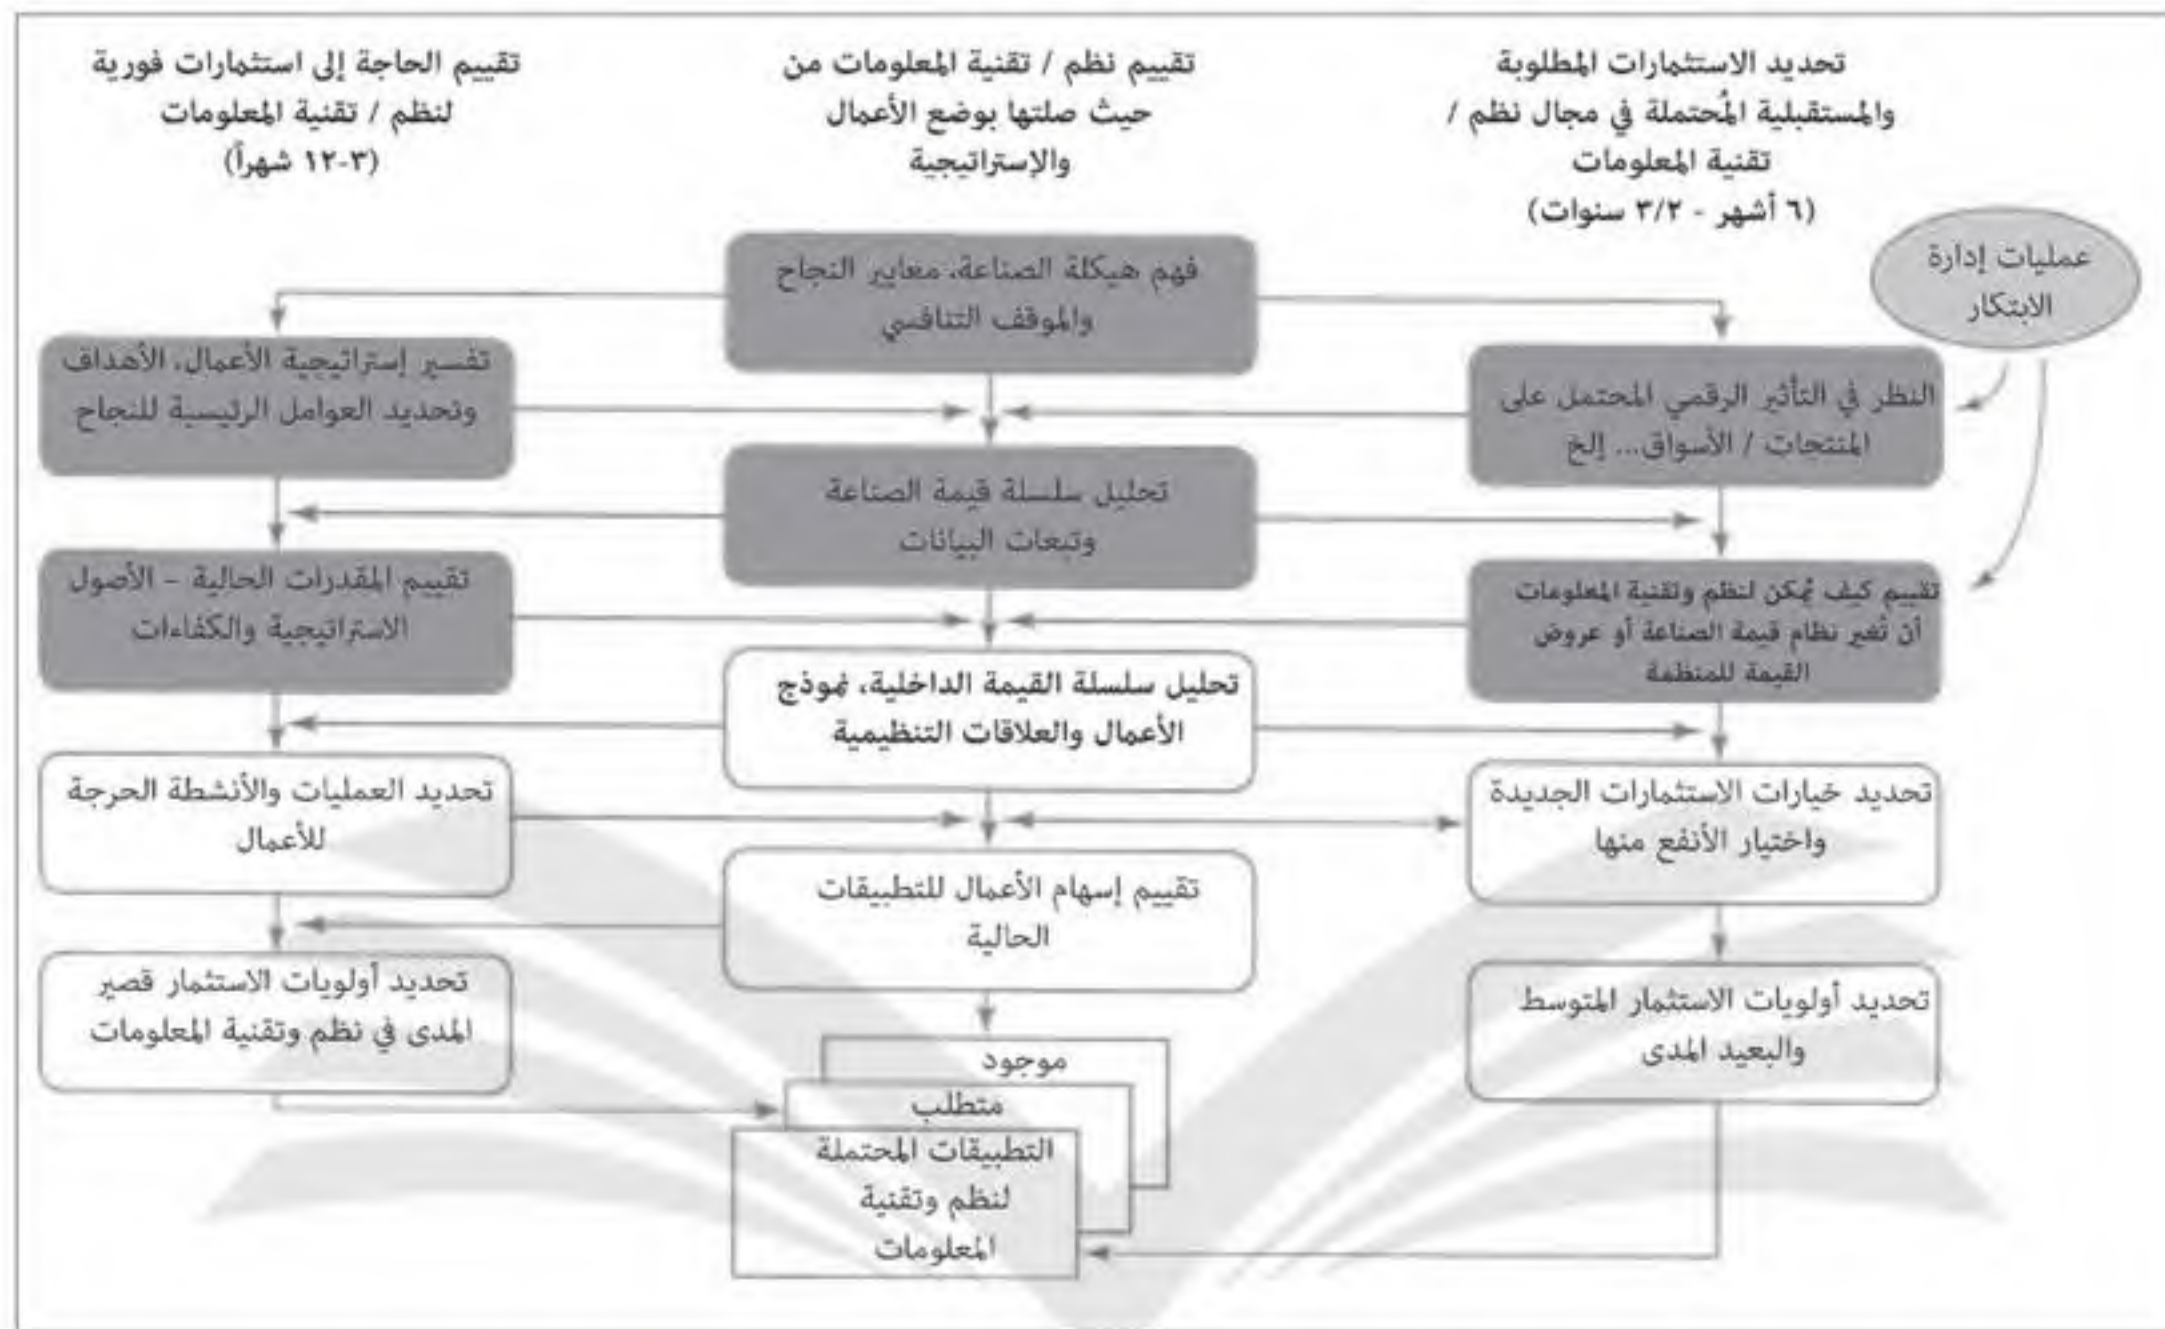 تحديد الاستثمارات المطلوبة
والمستقبلية المُحتملة في مجال نظم /
تقنية المعلومات
(٦ أشهر - ٣/٢ سنوات)
تقييم نظم / تقنية المعلومات من
حيث صلتها بوضع الأعمال
والإستراتيجية
تقييم الحاجة إلى استثمارات فورية
لنظم / تقنية المعلومات
(٣-١٢ شهراً)
عمليات إدارة
الابتكار
فهم هيكلة الصناعة، معايير النجاح
والموقف التنافسي
النظر في التأثير الرقمي المحتمل على
المنتجات / الأسواق... إلخ
تفسير إستراتيجية الأعمال، الأهداف
وتحديد العوامل الرئيسية للنجاح
تحليل سلسلة قيمة الصناعة
وتبعات البيانات
تقييم كيف يُمكن لنظم وتقنية المعلومات
أن تُغير نظام قيمة الصناعة أو عروض
القيمة للمنظمة
تقييم المقدرات الحالية – الأصول
الاستراتيجية والكفاءات
تحليل سلسلة القيمة الداخلية، نموذج
الأعمال والعلاقات التنظيمية
تحديد خيارات الاستثمارات الجديدة
واختيار الأنفع منها
تحديد العمليات والأنشطة الحرجة
للأعمال
تقييم إسهام الأعمال للتطبيقات
الحالية
تحديد أولويات الاستثمار المتوسط
والبعيد المدى
تحديد أولويات الاستثمار قصير
المدى في نظم وتقنية المعلومات
موجود
متطلب
التطبيقات المحتملة
لنظم وتقنية
المعلومات